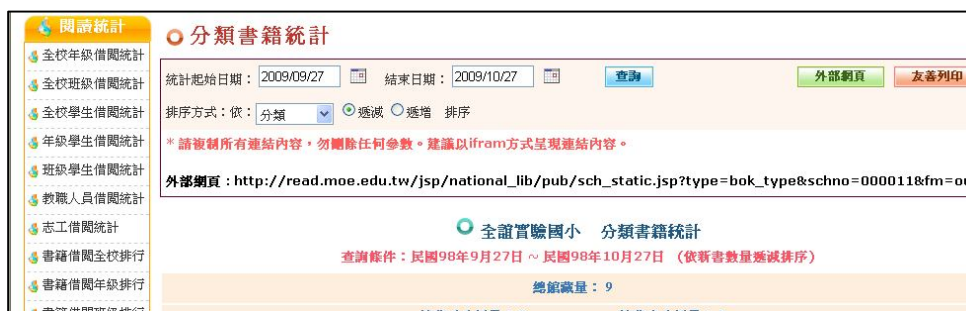 閱讀統計
全校年級借閱統計
全校班級借閱統計
全校學生借閱統計
年級學生借閱統計
班級學生借閱統計
教職人員借閱統計
志工借閱統計
書籍借閱全校排行
書籍借閱年級排行
書籍借閱班級排行
分類書籍統計
統計起始日期： 2009/09/27 結束日期： 2009/10/27 查詢 外部網頁 友善列印
排序方式：依： 分類 遞減 遞增 排序
*請複制所有連結內容，勿刪除任何參數。建議以ifram方式呈現連結內容。
外部網頁：http://read.moe.edu.tw/jsp/national_lib/pub/sch_static.jsp?type=bok_type&schno=000011&fm=ou
全誼實驗國小 分類書籍統計
查詢條件：民國98年9月27日 ~ 民國98年10月27日 （依新書數量遞減排序）
總館藏量： 9